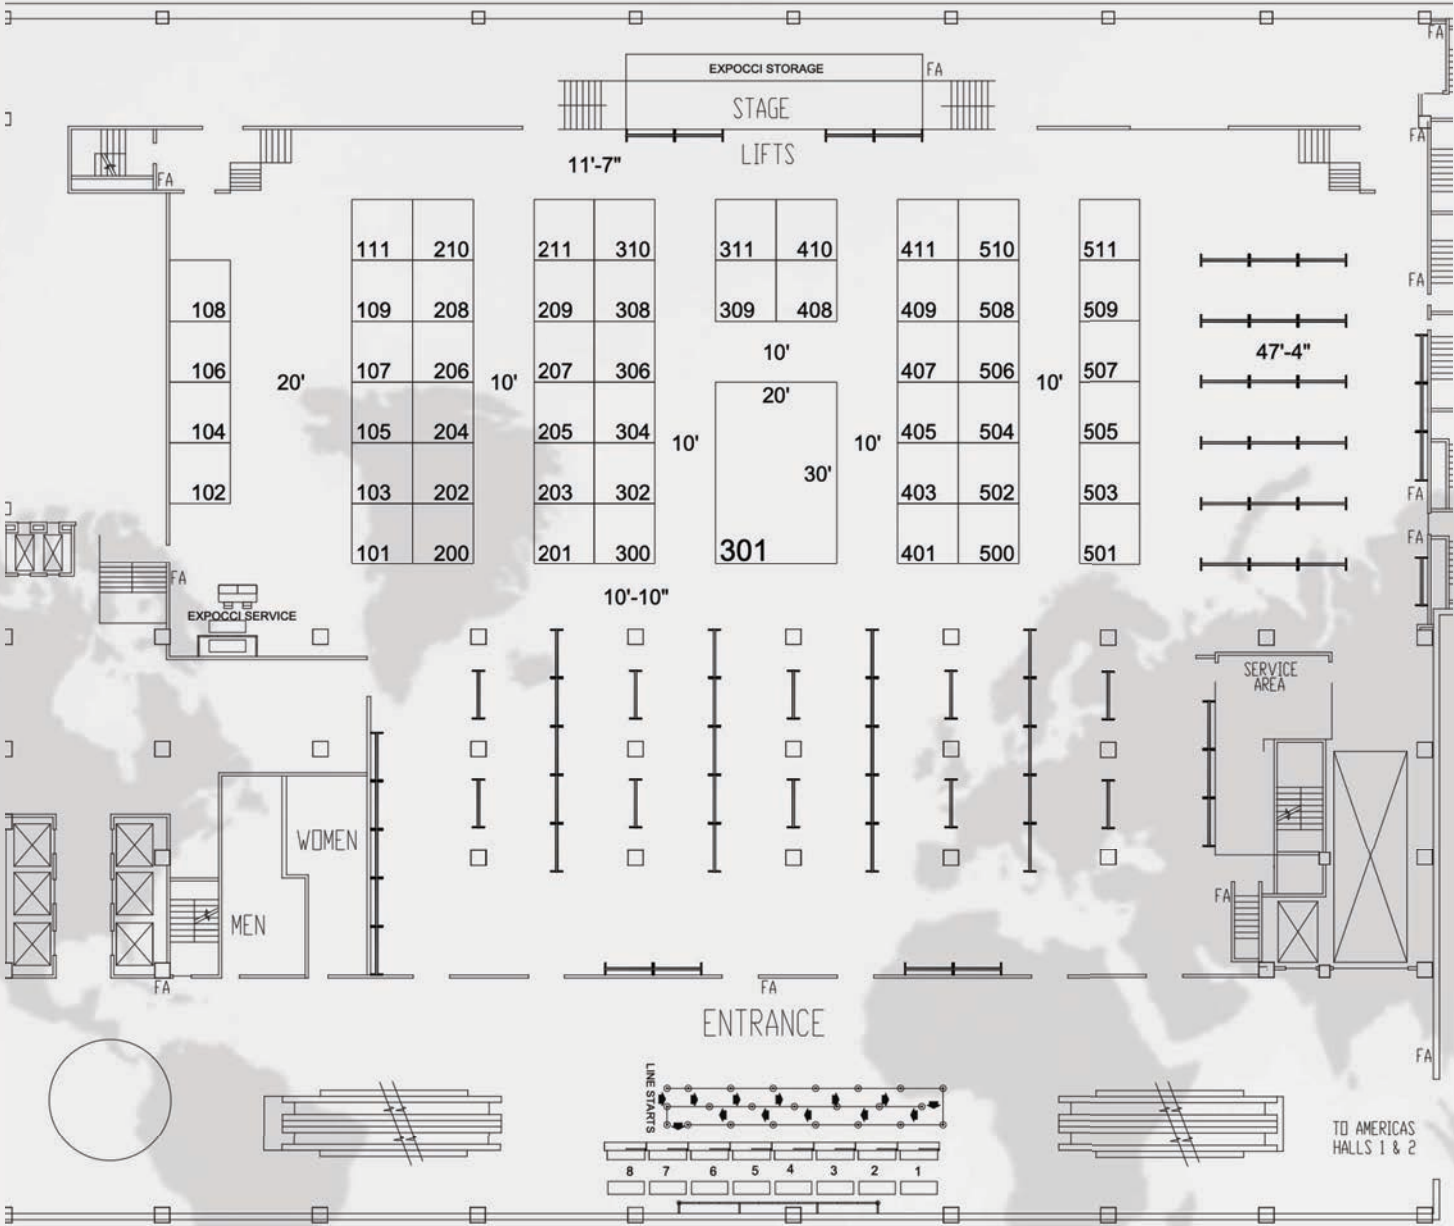 FA
EXPOCCI STORAGE
FA
STAGE
FA
LIFTS
11'-7"
FA
111 210 211 310 311 410 411 510 511
FA
108 109 208 209 308 309 408 409 508 509
10'
47'-4"
106 107 206 207 306 407 506 507
20' 10' 20' 10'
104 105 204 205 304 405 504 505
10' 10'
30'
102 103 202 203 302 403 502 503
FA
FA
101 200 201 300 301 401 500 501
FA
10'-10"
EXPOCCI SERVICE
SERVICE
AREA
WOMEN
FA
MEN
FA
FA
ENTRANCE
FA
LINE STARTS
TO AMERICAS
HALLS 1 & 2
8 7 6 5 4 3 2 1